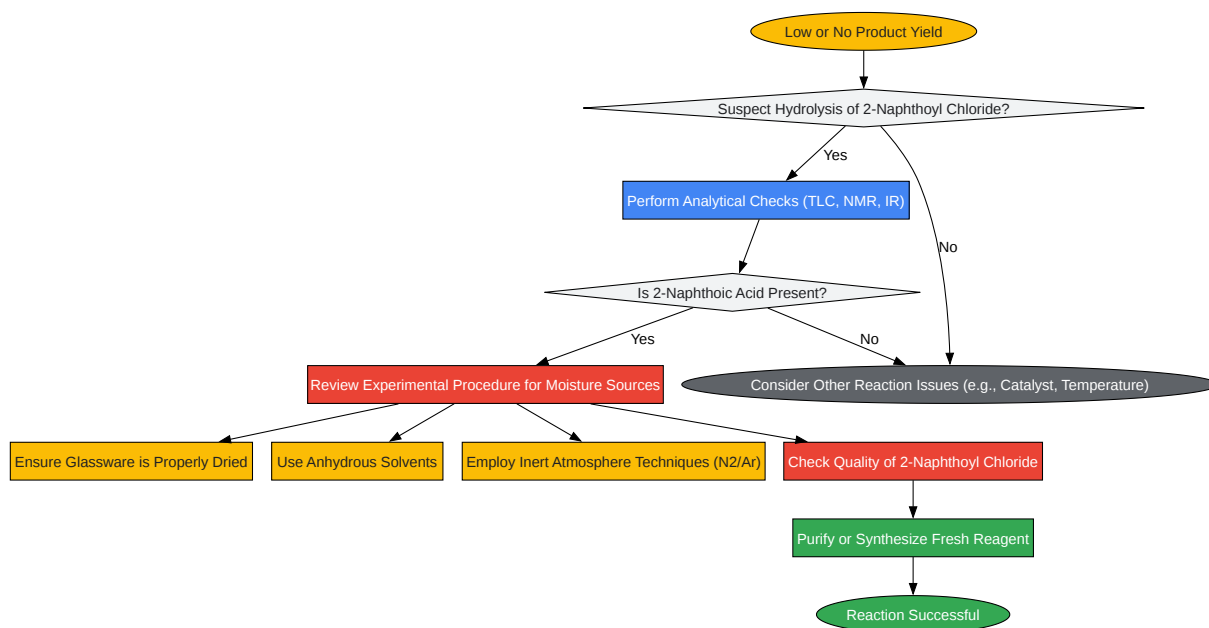 Low or No Product Yield
Suspect Hydrolysis of 2-Naphthoyl Chloride?
Yes
Perform Analytical Checks (TLC, NMR, IR)
No
Is 2-Naphthoic Acid Present?
Yes
No
Review Experimental Procedure for Moisture Sources
Consider Other Reaction Issues (e.g., Catalyst, Temperature)
Ensure Glassware is Properly Dried
Use Anhydrous Solvents
Employ Inert Atmosphere Techniques (N2/Ar)
Check Quality of 2-Naphthoyl Chloride
Purify or Synthesize Fresh Reagent
Reaction Successful